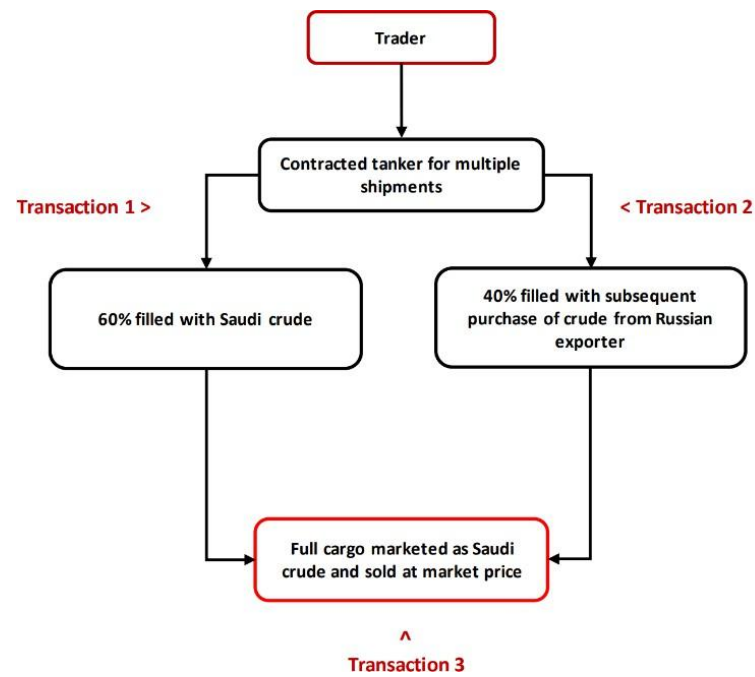 Trader
Contracted tanker for multiple
shipments
Transaction 1 >
< Transaction 2
60% filled with Saudi crude
40% filled with subsequent
purchase of crude from Russian
exporter
Full cargo marketed as Saudi
crude and sold at market price
^
Transaction 3